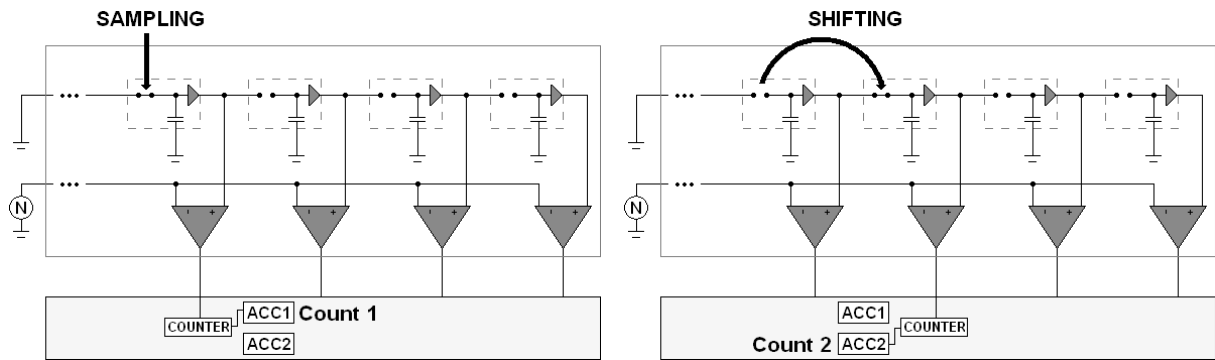 SAMPLING
SHIFTING
••• •••
••• •••
N N
- + - + - + - +
- + - + - + - +
ACC1 Count 1
COUNTER
ACC2
ACC1
COUNTER
Count 2 ACC2